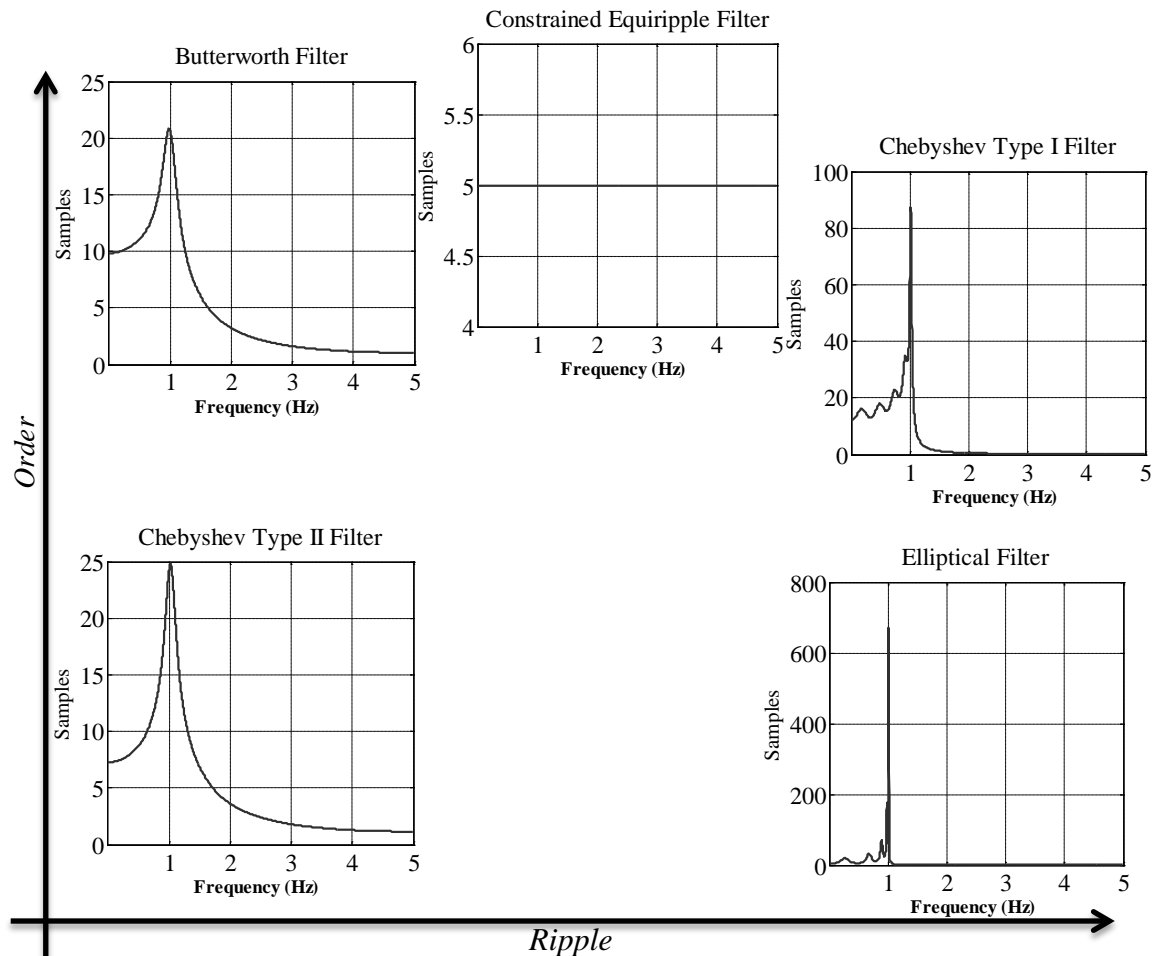 Constrained Equiripple Filter
6
5.5
5
4.5
4
Samples
1 2 3 4 5
Frequency (Hz)
Butterworth Filter
25
20
15
10
5
0
Samples
1 2 3 4 5
Frequency (Hz)
Chebyshev Type I Filter
100
80
60
40
20
0
Samples
1 2 3 4 5
Frequency (Hz)
Order
Chebyshev Type II Filter
25
20
15
10
5
0
Samples
1 2 3 4 5
Frequency (Hz)
Elliptical Filter
800
600
400
200
0
Samples
1 2 3 4 5
Frequency (Hz)
Ripple